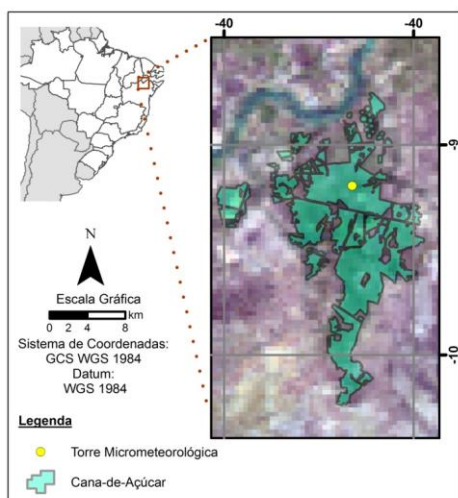 -40 -40
-9
-10
N
Escala Gráfica
0 2 4 8
km
Sistema de Coordenadas:
GCS WGS 1984
Datum:
WGS 1984
Legenda
Torre Micrometeorológica
Cana-de-Açúcar